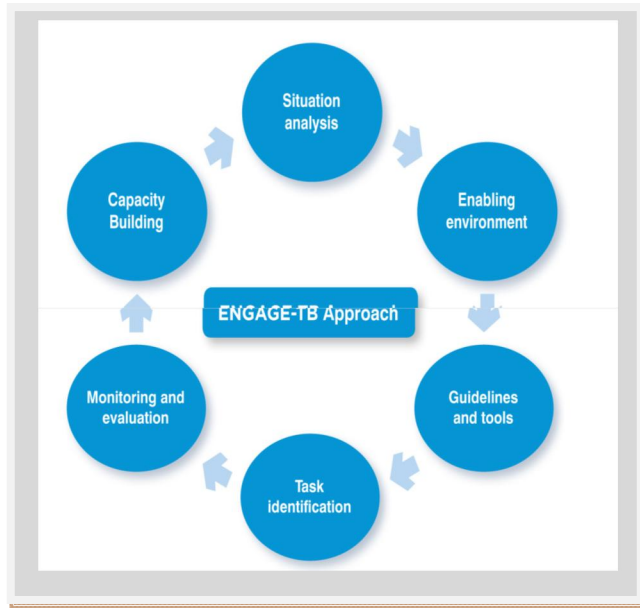 Situation
analysis
Enabling
environment
Guidelines
and tools
Task
identification
Monitoring and
evaluation
Capacity
Building
ENGAGE-TB Approach